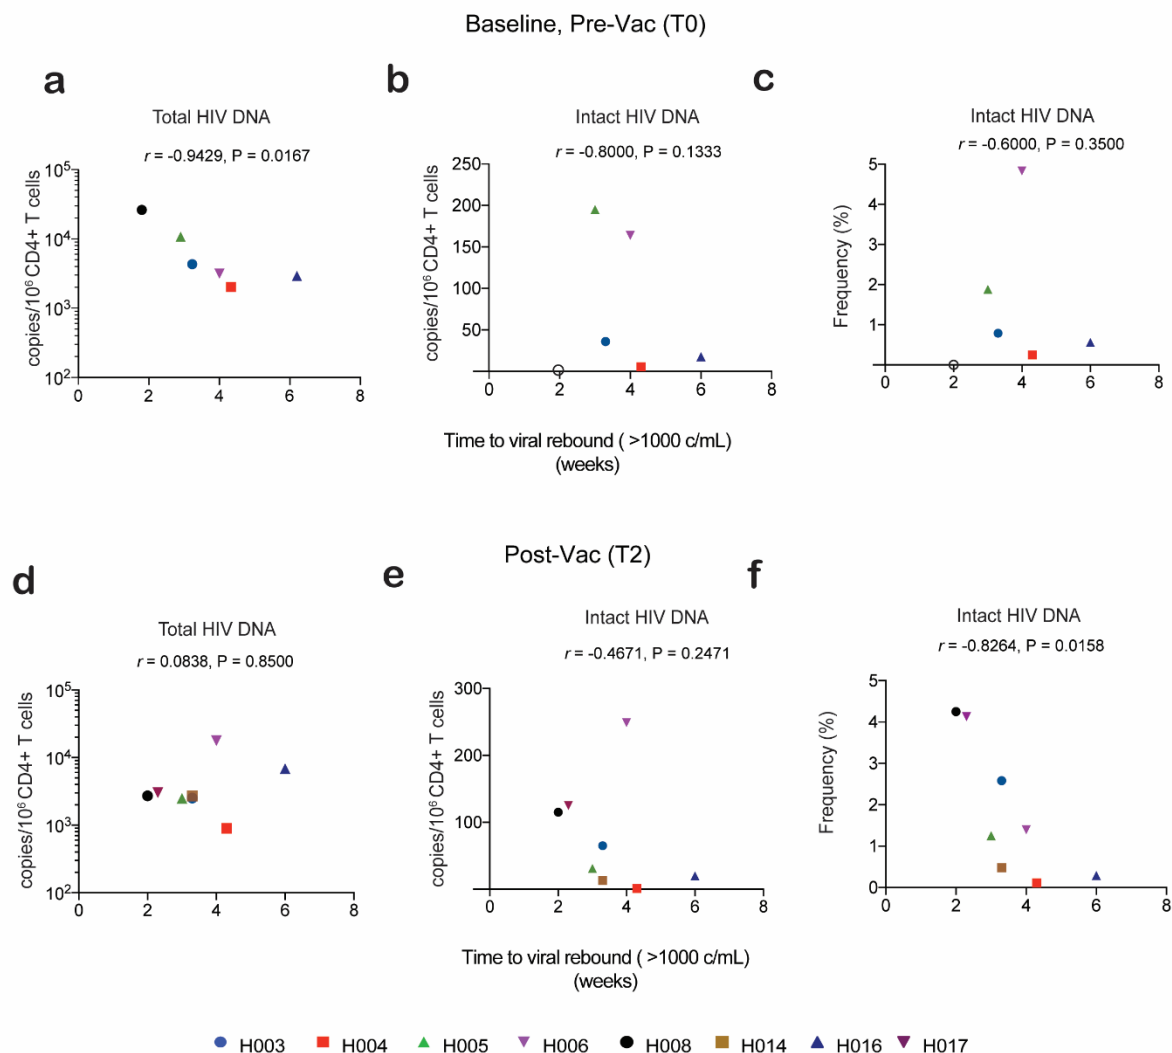 Baseline, Pre-Vac (T0)
a
Total HIV DNA
r = -0.9429, P = 0.0167
copies/10⁶ CD4+ T cells
10⁵
10⁴
10³
10²
0 2 4 6 8
b
Intact HIV DNA
r = -0.8000, P = 0.1333
copies/10⁶ CD4+ T cells
250
200
150
100
50
0 2 4 6 8
c
Intact HIV DNA
r = -0.6000, P = 0.3500
Frequency (%)
5
4
3
2
1
0 2 4 6 8
Time to viral rebound ( >1000 c/mL)
(weeks)
Post-Vac (T2)
d
Total HIV DNA
r = 0.0838, P = 0.8500
copies/10⁶ CD4+ T cells
10⁵
10⁴
10³
10²
0 2 4 6 8
e
Intact HIV DNA
r = -0.4671, P = 0.2471
copies/10⁶ CD4+ T cells
300
200
100
0 2 4 6 8
f
Intact HIV DNA
r = -0.8264, P = 0.0158
Frequency (%)
5
4
3
2
1
0
0 2 4 6 8
Time to viral rebound ( >1000 c/mL)
(weeks)
H003 H004 H005 H006 H008 H014 H016 H017